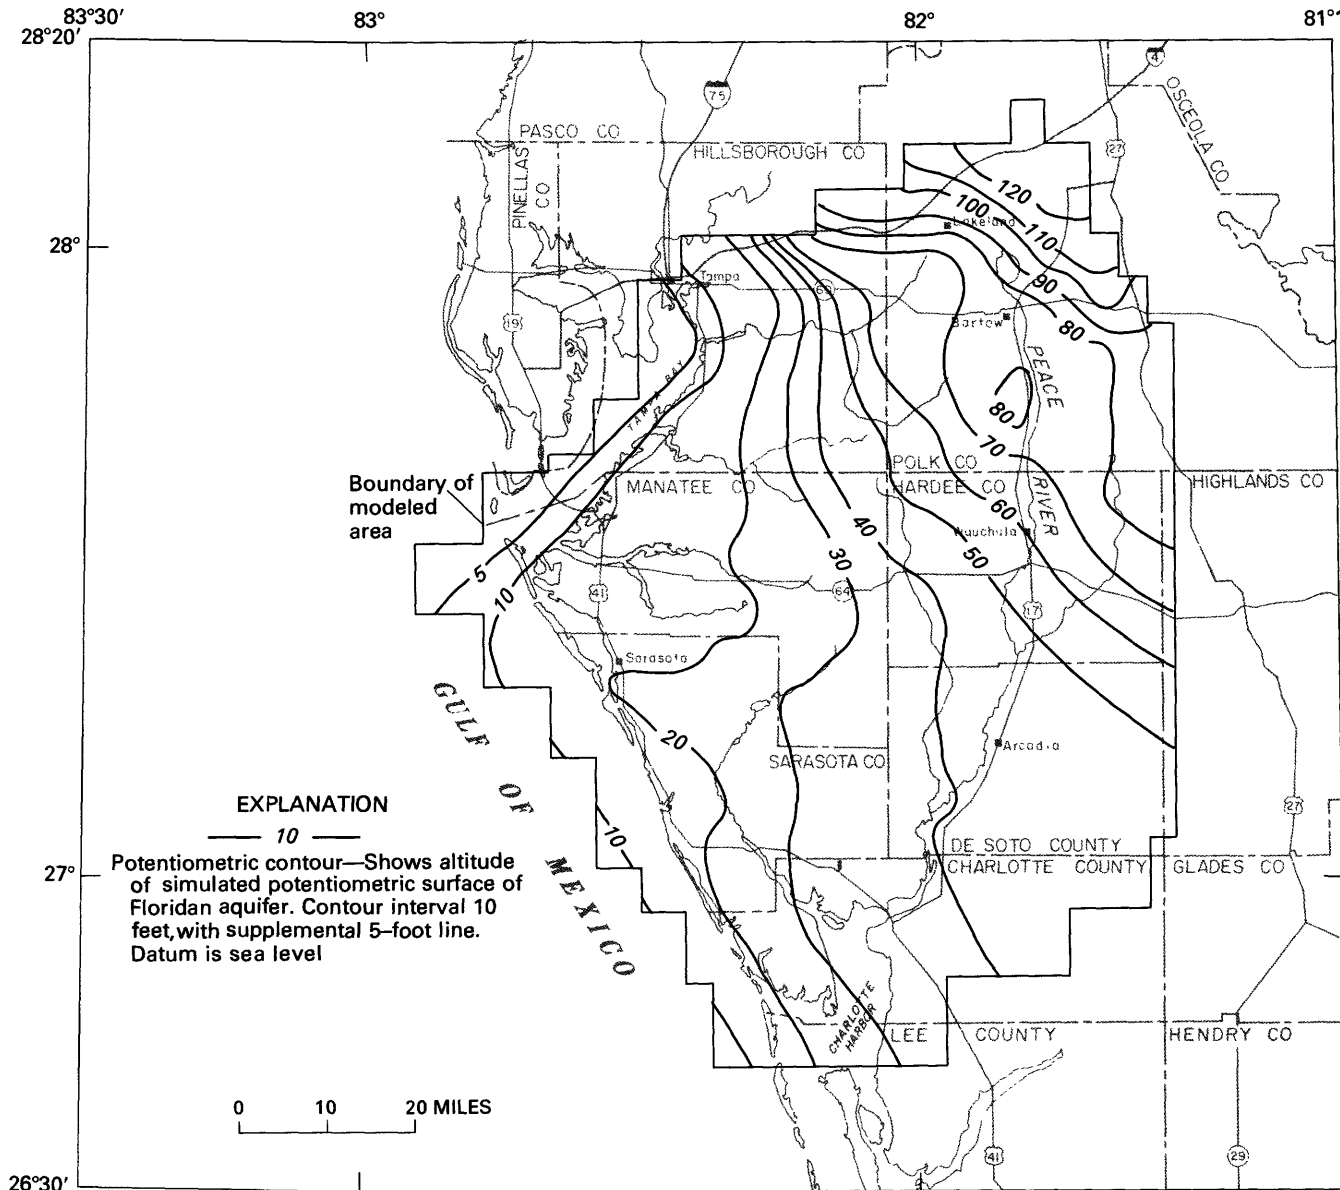 83°30'
83°
82°
81°
28°20'
4
75
OSCEOLA CO
PASCO CO
27
HILLSBOROUGH CO
PINELLAS CO
120
100
Lakeland
110
28°
Tampa
60
90
19
Bartow
80
PEACE
RIVER
TAMPA BAY
80
70
POLK CO
HARDEE CO
MANATEE CO
HIGHLANDS CO
Boundary of
modeled
area
60
40
Wauchula
30
50
5
10
41
64
17
Sarasota
GULF OF MEXICO
20
Arcadia
SARASOTA CO
EXPLANATION
10
27
10
DE SOTO COUNTY
CHARLOTTE COUNTY
GLADES CO
Potentiometric contour—Shows altitude
of simulated potentiometric surface of
Floridan aquifer. Contour interval 10
feet,with supplemental 5–foot line.
Datum is sea level
27°
CHARLOTTE
HARBOR
LEE COUNTY
HENDRY CO
0 10 20 MILES
41
29
26°30'